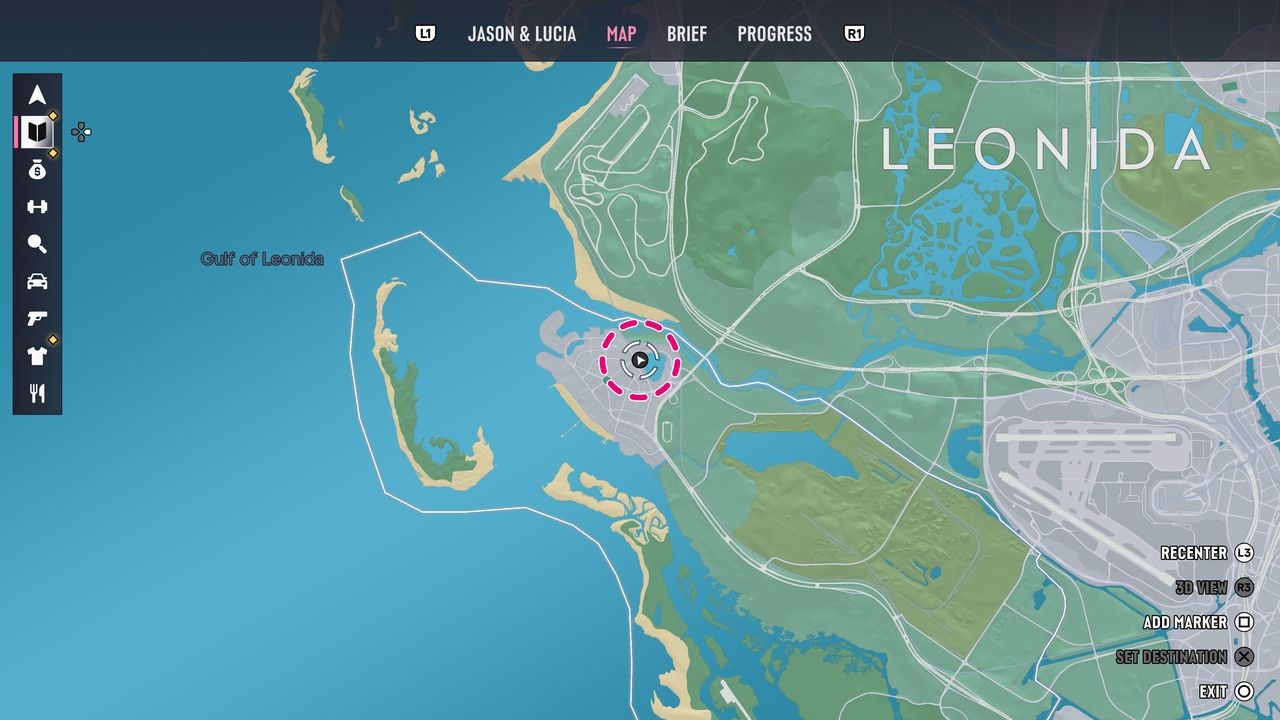 L1 JASON & LUCIA MAP BRIEF PROGRESS R1
LEONIDA
Gulf of Leonida
RECENTER L3
3D VIEW R3
ADD MARKER
SET DESTINATION
EXIT